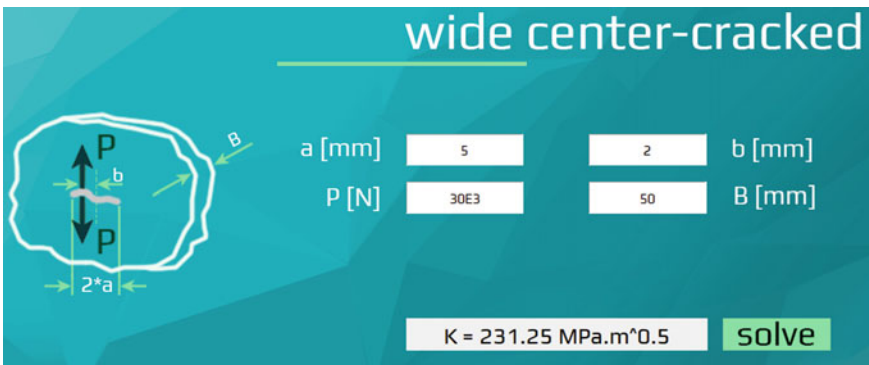 wide center-cracked
P
B
b
P
2*a
a [mm] 5 2 b [mm]
P [N] 30E3 50 B [mm]
K = 231.25 MPa.m^0.5 solve